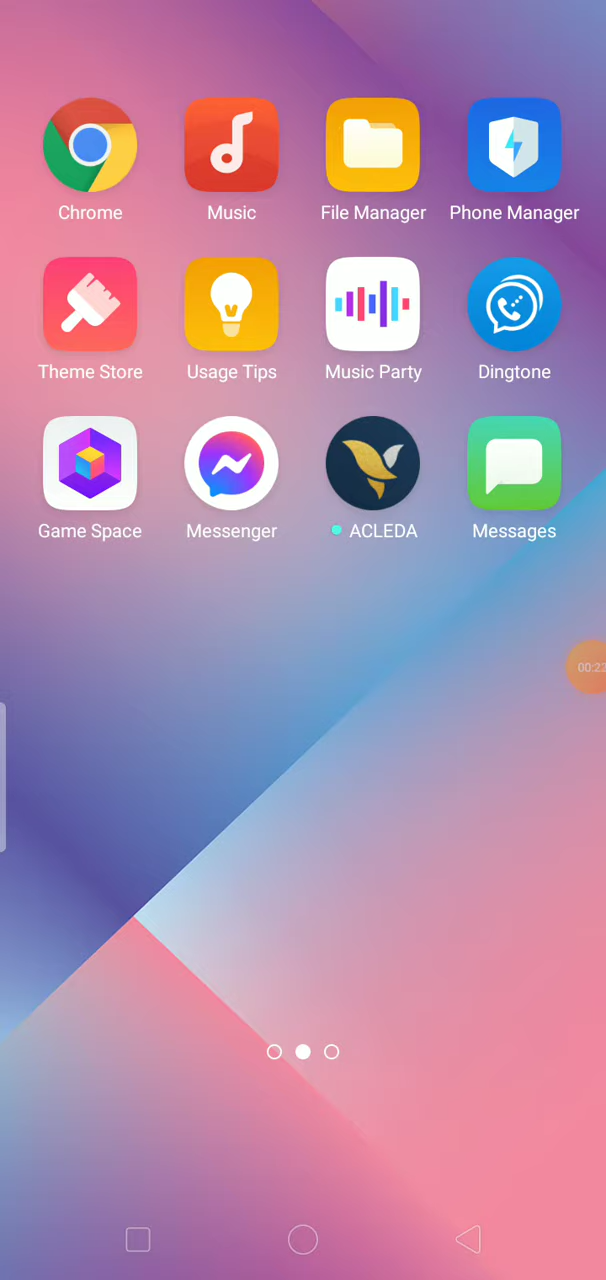 Chrome
Music
File Manager
Phone Manager
Theme Store
Usage Tips
Music Party
Dingtone
Game Space
Messenger
ACLEDA
Messages